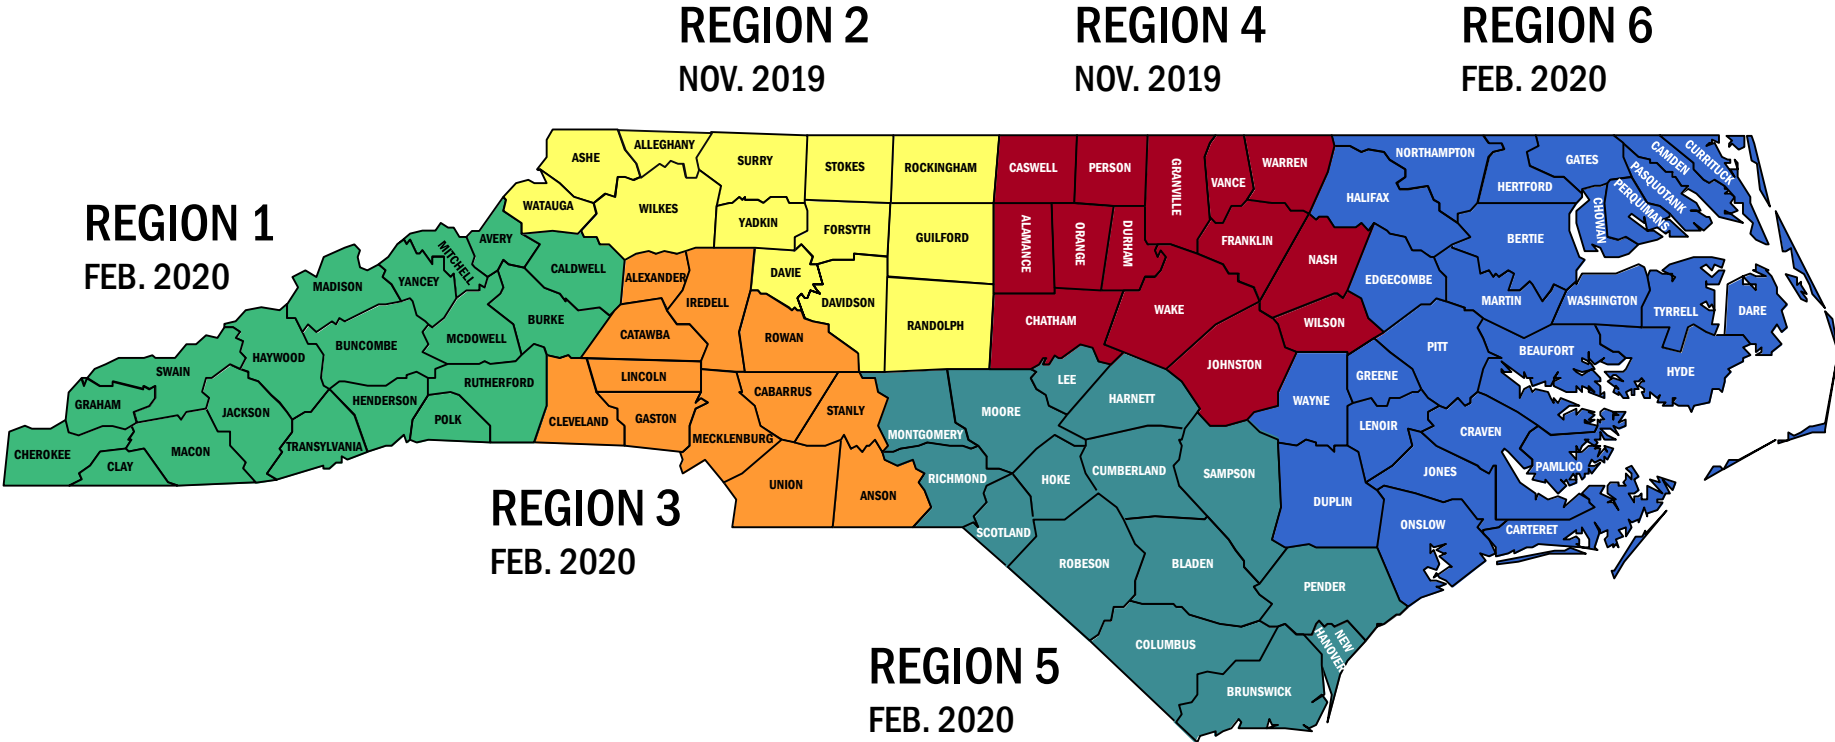 REGION 2
NOV. 2019
REGION 4
NOV. 2019
REGION 6
FEB. 2020
REGION 1
FEB. 2020
REGION 3
FEB. 2020
REGION 5
FEB. 2020
CHEROKEE
GRAHAM
SWAIN
CLAY
MACON
JACKSON
HAYWOOD
TRANSYLVANIA
MADISON
BUNCOMBE
HENDERSON
YANCEY
MITCHELL
AVERY
MCDOWELL
POLK
RUTHERFORD
BURKE
CALDWELL
ASHE
ALLEGHANY
WATAUGA
WILKES
SURRY
YADKIN
STOKES
FORSYTH
DAVIE
DAVIDSON
ROCKINGHAM
GUILFORD
RANDOLPH
ALEXANDER
IREDELL
CATAWBA
ROWAN
LINCOLN
CLEVELAND
GASTON
MECKLENBURG
CABARRUS
STANLY
UNION
ANSON
CASWELL
PERSON
GRANVILLE
VANCE
WARREN
ALAMANCE
ORANGE
DURHAM
FRANKLIN
NASH
CHATHAM
WAKE
WILSON
JOHNSTON
MONTGOMERY
MOORE
LEE
HARNETT
RICHMOND
HOKE
CUMBERLAND
SAMPSON
SCOTLAND
ROBESON
BLADEN
PENDER
COLUMBUS
BRUNSWICK
NEW
HANOVER
NORTHAMPTON
HALIFAX
HERTFORD
GATES
CAMDEN
CURRITUCK
PASQUOTANK
PERQUIMANS
CHOWAN
BERTIE
EDGECOMBE
MARTIN
WASHINGTON
TYRRELL
DARE
PITT
BEAUFORT
HYDE
GREENE
WAYNE
LENOIR
CRAVEN
PAMLICO
JONES
DUPLIN
ONSLOW
CARTERET